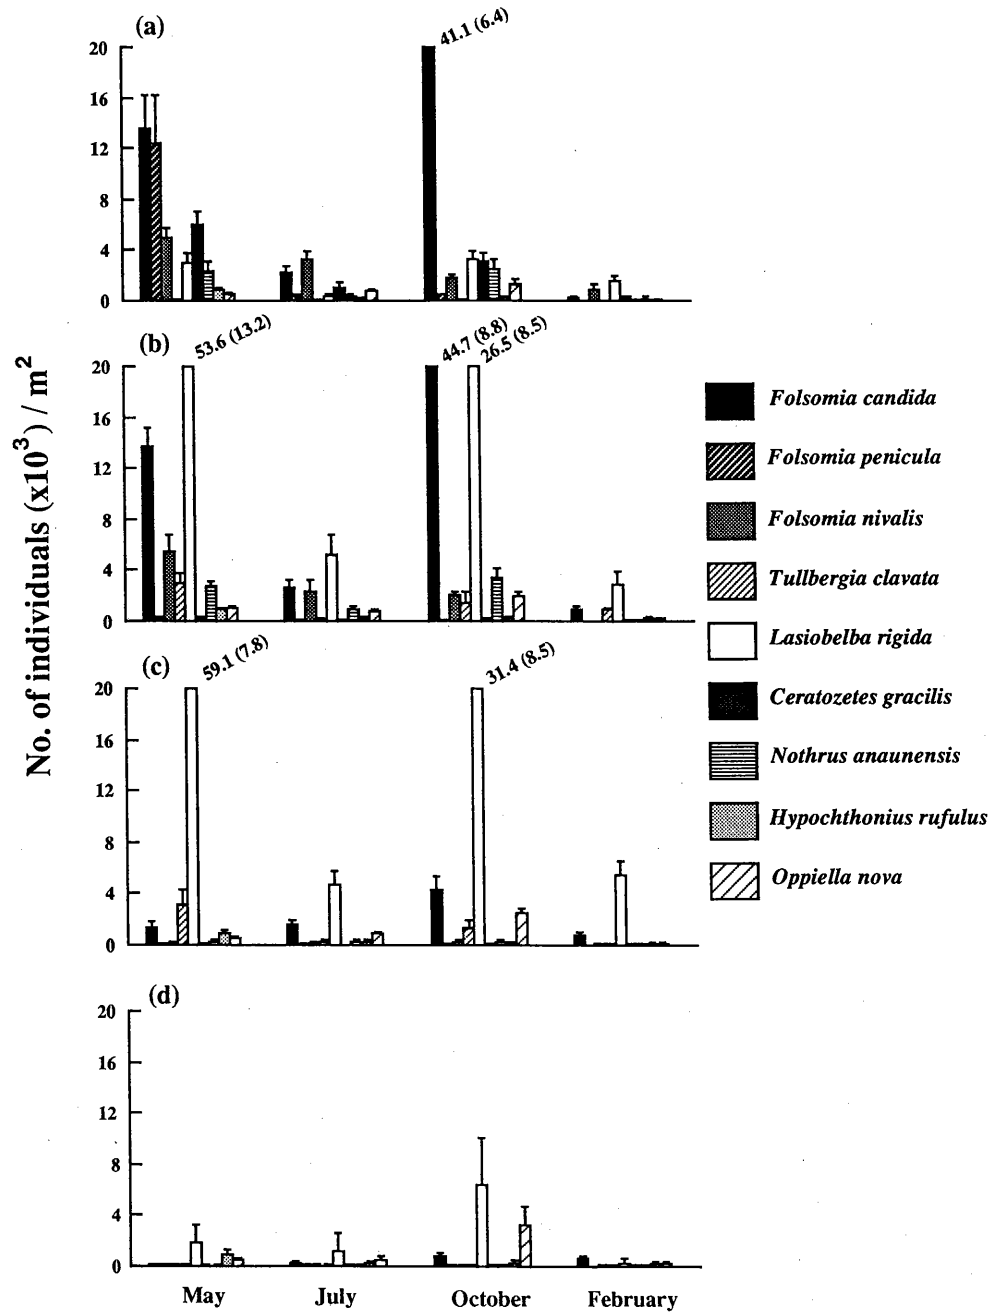 (a)
41.1 (6.4)
20
16
12
8
4
0
(b)
53.6 (13.2)
44.7 (8.8)
26.5 (8.5)
20
16
12
8
4
0
(c)
59.1 (7.8)
31.4 (8.5)
20
16
12
8
4
0
(d)
20
16
12
8
4
0
May July October February
No. of individuals (x10³) / m²
Folsomia candida
Folsomia penicula
Folsomia nivalis
Tullbergia clavata
Lasiobelba rigida
Ceratozetes gracilis
Nothrus anaunensis
Hypochthonius rufulus
Oppiella nova